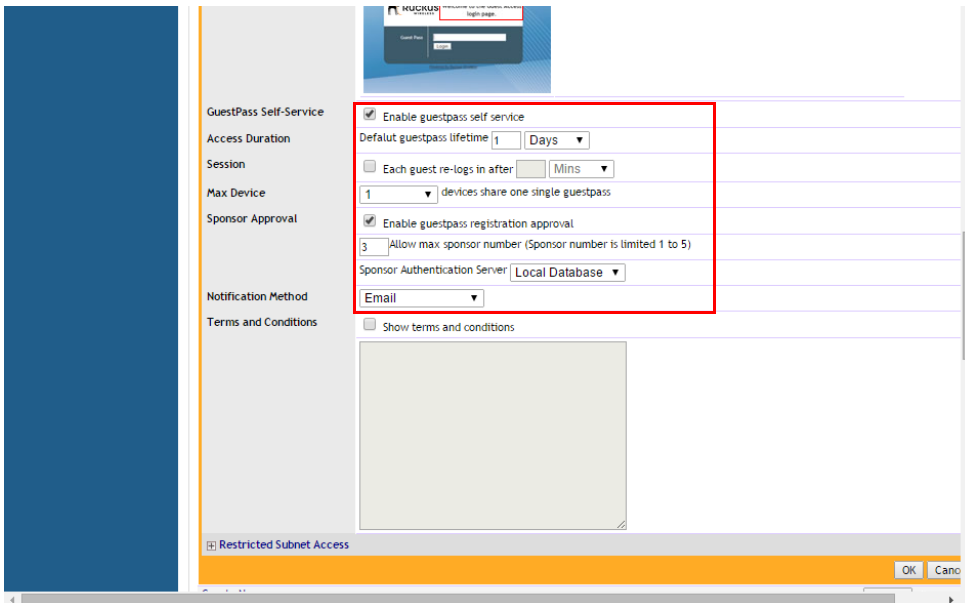 RUCKUS
WIRELESS
Welcome to the Guest Access
login page.
Guest Pass
Login
GuestPass Self-Service
Enable guestpass self service
Access Duration
Defalut guestpass lifetime 1 Days
Session
Each guest re-logs in after Mins
Max Device
1 devices share one single guestpass
Sponsor Approval
Enable guestpass registration approval
3 Allow max sponsor number (Sponsor number is limited 1 to 5)
Sponsor Authentication Server Local Database
Notification Method
Email
Terms and Conditions
Show terms and conditions
Restricted Subnet Access
OK Canc